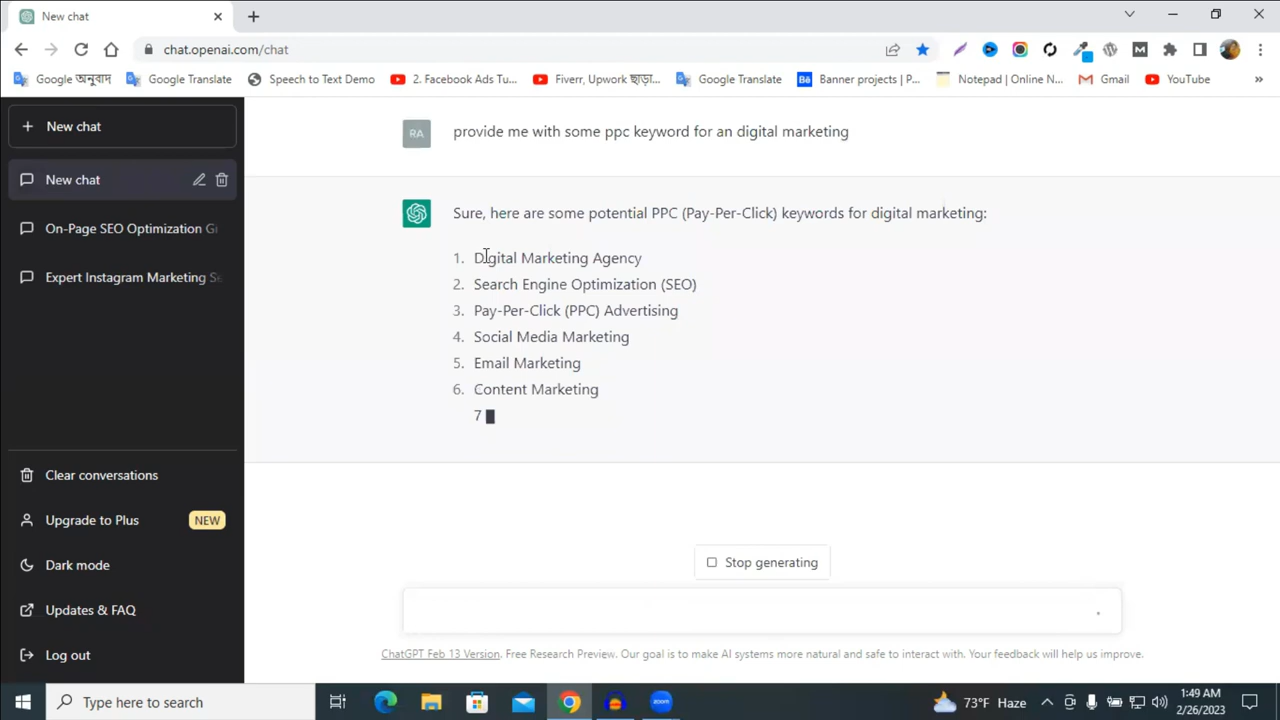 New chat
chat.openai.com/chat
Google অনুবাদ
Google Translate
Speech to Text Demo
2. Facebook Ads Tu...
Fiverr, Upwork ছাড়া...
Google Translate
Bē Banner projects | P...
Notepad | Online N...
M Gmail
YouTube
»
New chat
New chat
On-Page SEO Optimization Gi
Expert Instagram Marketing Se
Clear conversations
Upgrade to Plus NEW
Dark mode
Updates & FAQ
Log out
RA provide me with some ppc keyword for an digital marketing
Sure, here are some potential PPC (Pay-Per-Click) keywords for digital marketing:
1. Digital Marketing Agency
2. Search Engine Optimization (SEO)
3. Pay-Per-Click (PPC) Advertising
4. Social Media Marketing
5. Email Marketing
6. Content Marketing
7
Stop generating
ChatGPT Feb 13 Version. Free Research Preview. Our goal is to make AI systems more natural and safe to interact with. Your feedback will help us improve.
Type here to search
zoom
73°F Haze
1:49 AM
2/26/2023